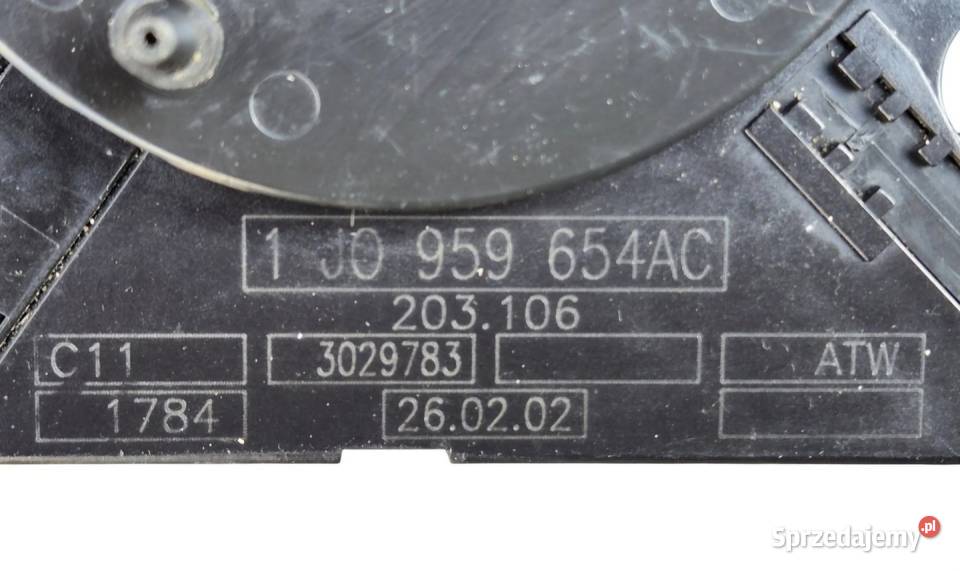 1 J0 959 654AC
203.106
C11 3029783 ATW
1784 26.02.02
Sprzedajemy .pl